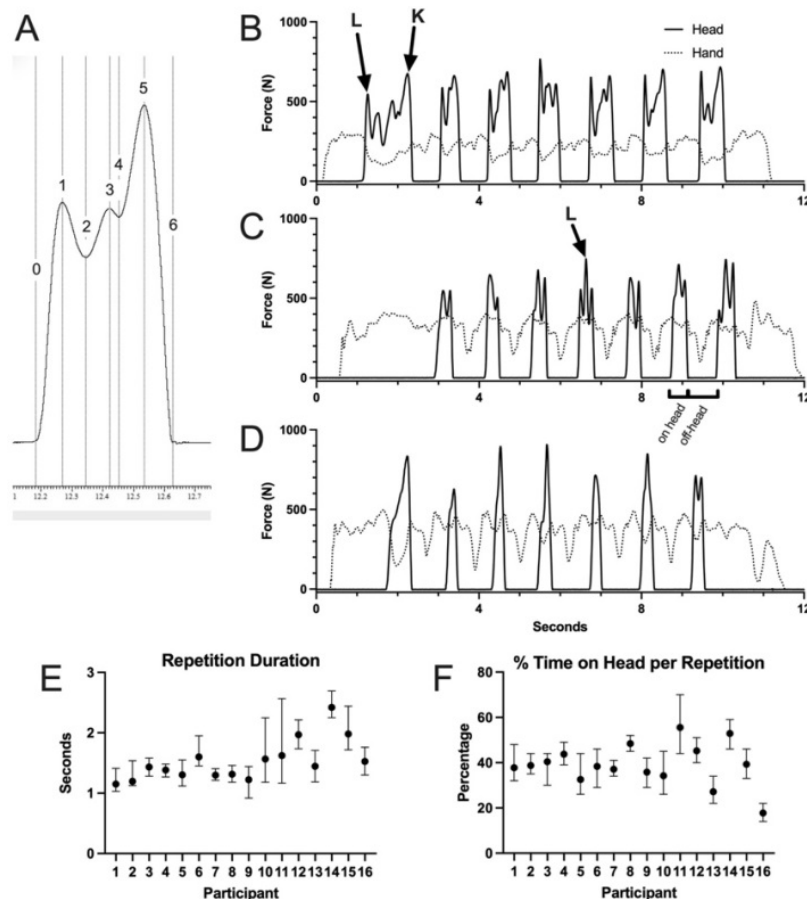 A
0
1
2
3
4
5
6
1 12.2 12.3 12.4 12.5 12.6 12.7
B
L
K
Head
Hand
Force (N)
1000
500
0
0 4 8 12
C
L
Force (N)
1000
500
0
0 4 8 12
on head
off-head
D
Force (N)
1000
500
0
0 4 8 12
Seconds
E
Repetition Duration
Seconds
3
2
1
0
1 2 3 4 5 6 7 8 9 10 11 12 13 14 15 16
Participant
F
% Time on Head per Repetition
Percentage
80
60
40
20
0
1 2 3 4 5 6 7 8 9 10 11 12 13 14 15 16
Participant